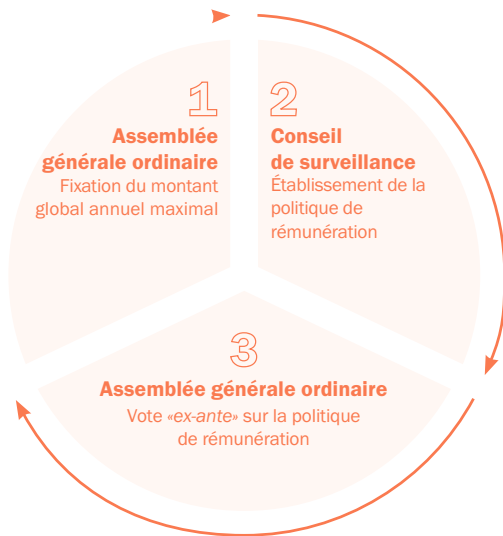 1
Assemblée
générale ordinaire
Fixation du montant
global annuel maximal
2
Conseil
de surveillance
Établissement de la
politique de
rémunération
3
Assemblée générale ordinaire
Vote «ex-ante» sur la politique
de rémunération